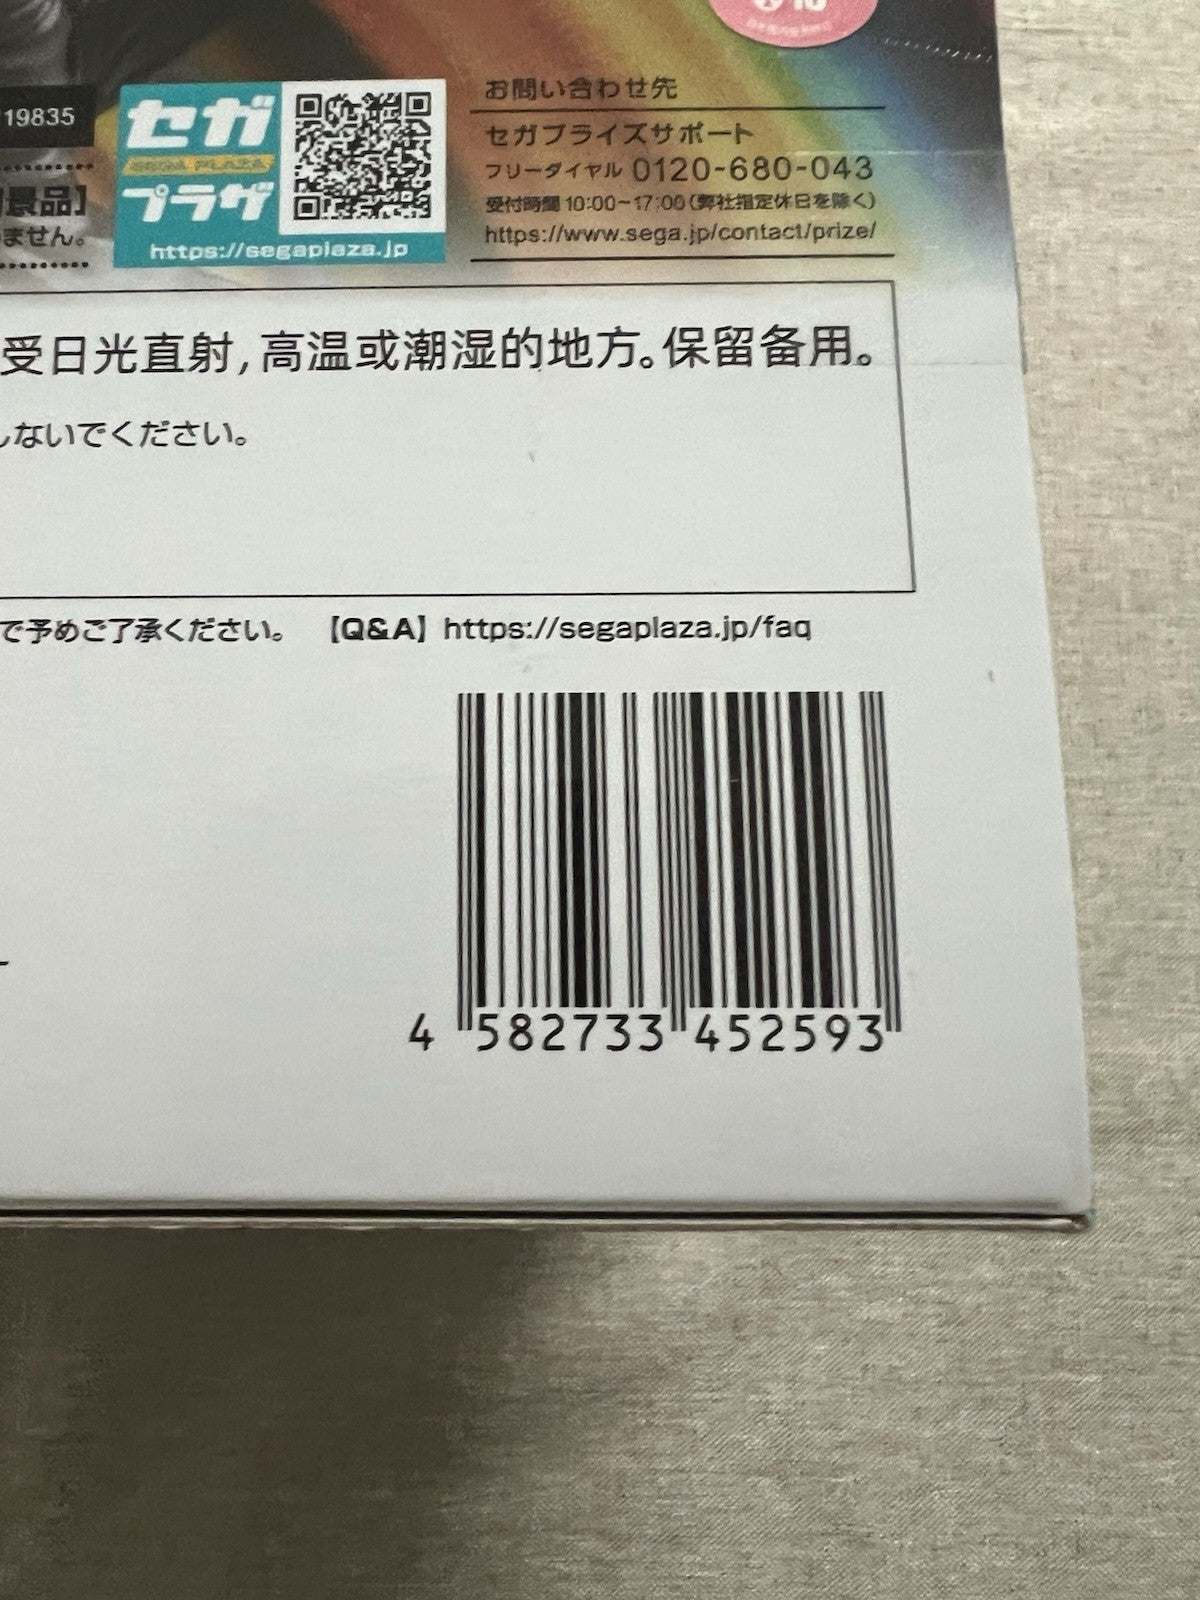 19835
セガ
SEGA PLAZA
プラザ
https://segaplaza.jp
お問い合わせ先
セガプライズサポート
フリーダイヤル 0120-680-043
受付時間 10:00~17:00(弊社指定休日を除く)
https://www.sega.jp/contact/prize/
景品】
ません。
受日光直射,高温或潮湿的地方。保留备用。
しないでください。
で予めご了承ください。 【Q&A】https://segaplaza.jp/faq
4 582733 452593